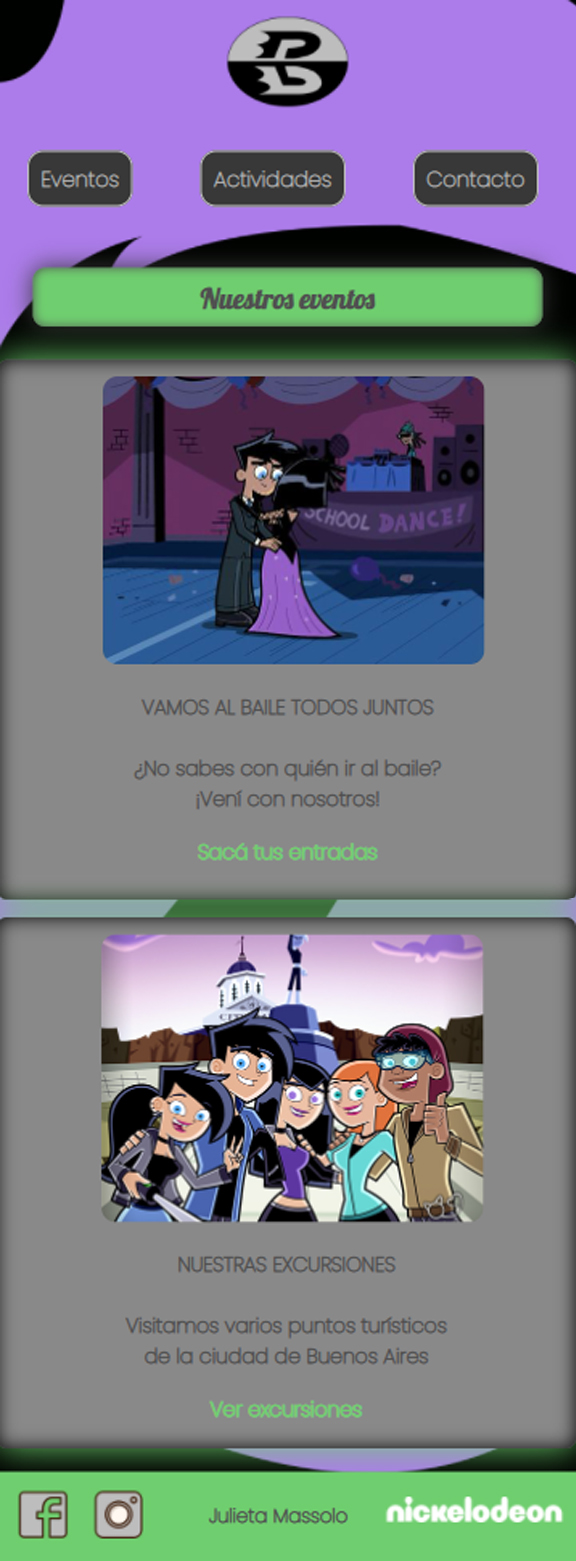 B
Eventos Actividades Contacto
Nuestros eventos
SCHOOL DANCE!
VAMOS AL BAILE TODOS JUNTOS
¿No sabes con quién ir al baile?
¡Vení con nosotros!
Sacá tus entradas
NUESTRAS EXCURSIONES
Visitamos varios puntos turísticos
de la ciudad de Buenos Aires
Ver excursiones
Julieta Massolo nickelodeon